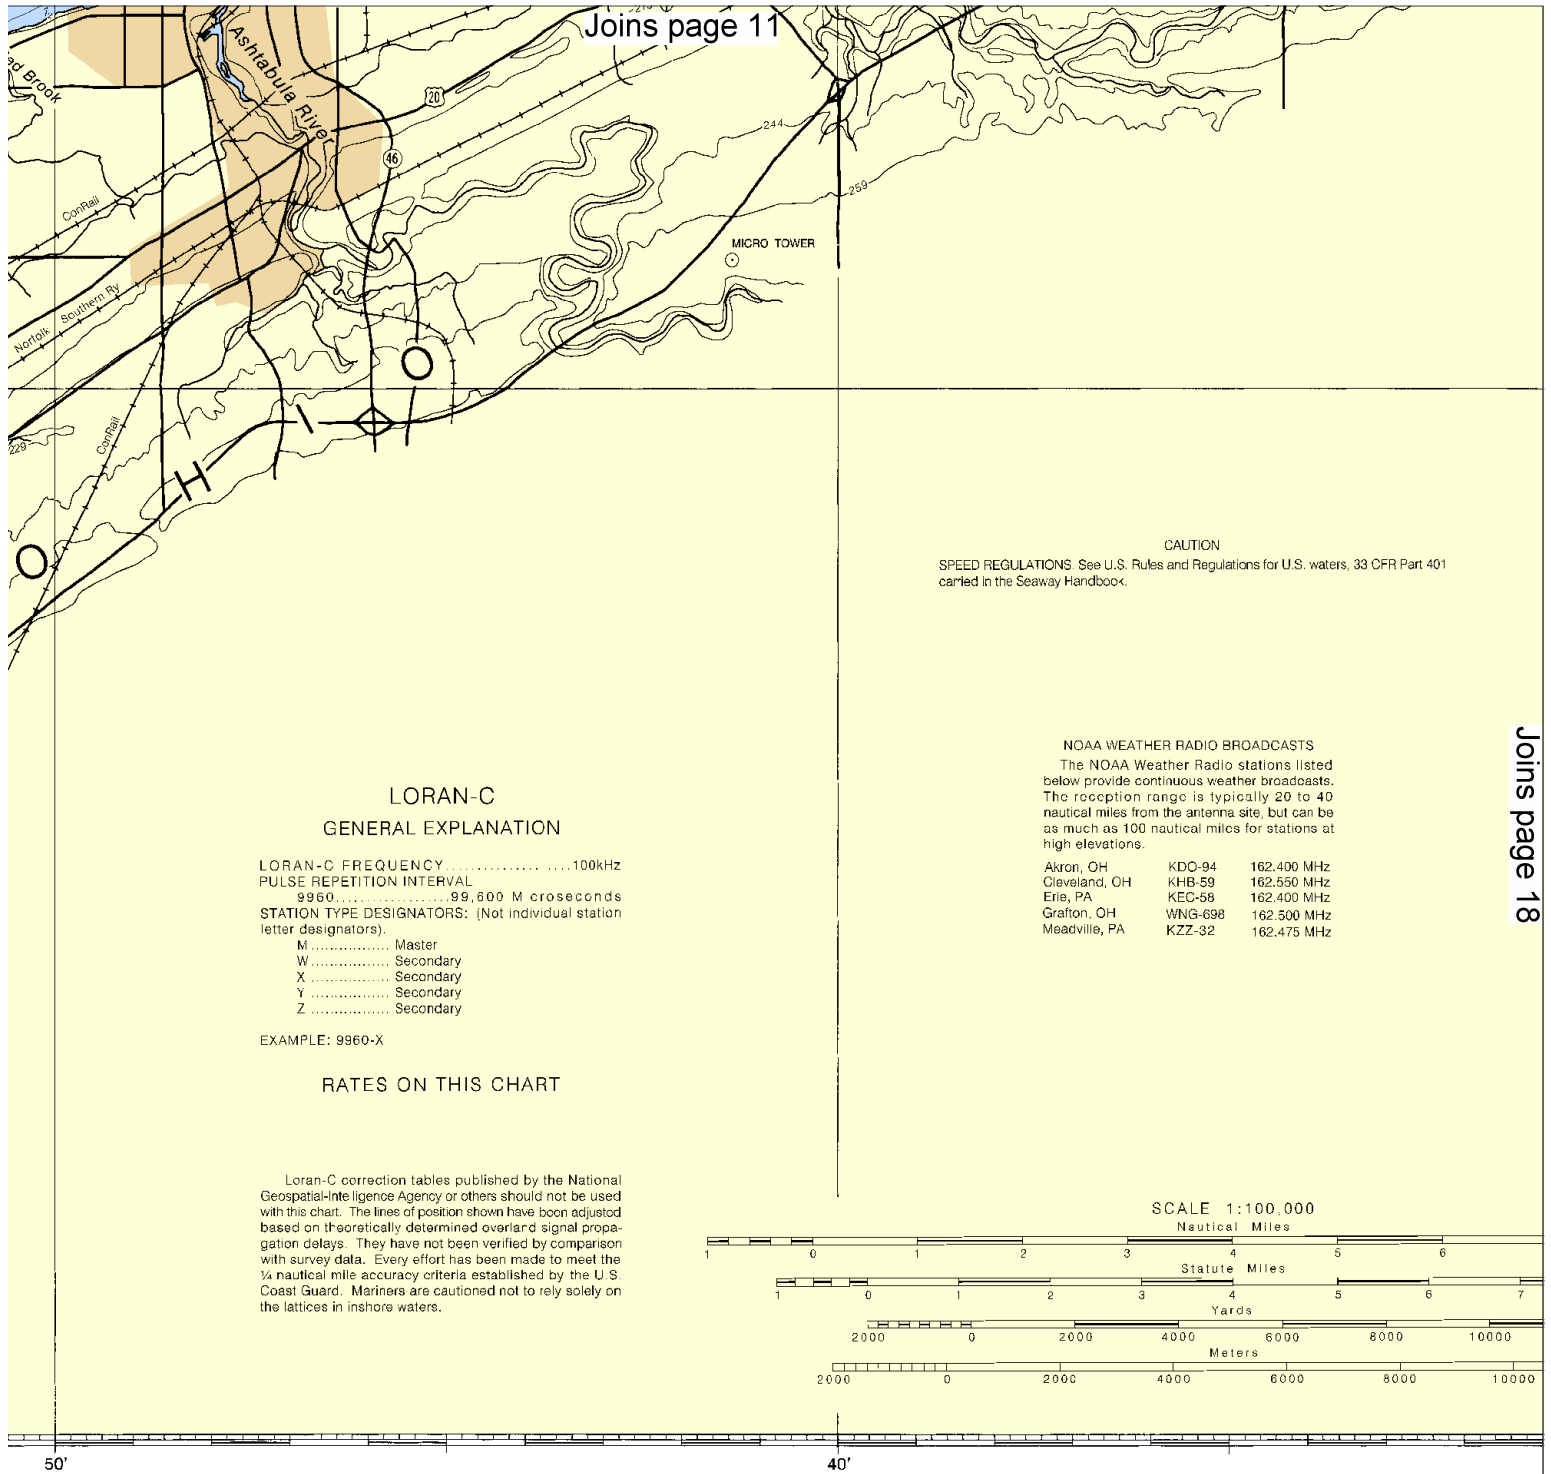 Joins page 11
270
Ashtabula River
ad Brook
20
46
244
259
ConRail
MICRO TOWER
Norfolk Southern Ry
O
ConRail
229
I
H
O
CAUTION
SPEED REGULATIONS. See U.S. Rules and Regulations for U.S. waters, 33 CFR Part 401
carried in the Seaway Handbook.
Joins page 18
NOAA WEATHER RADIO BROADCASTS
The NOAA Weather Radio stations listed
below provide continuous weather broadcasts.
The reception range is typically 20 to 40
nautical miles from the antenna site, but can be
as much as 100 nautical miles for stations at
high elevations.
Akron, OH KDO-94 162.400 MHz
Cleveland, OH KHB-59 162.550 MHz
Erie, PA KEC-58 162.400 MHz
Grafton, OH WNG-698 162.500 MHz
Meadville, PA KZZ-32 162.475 MHz
LORAN-C
GENERAL EXPLANATION
LORAN-C FREQUENCY................ ....100kHz
PULSE REPETITION INTERVAL
9960....................99,600 M croseconds
STATION TYPE DESIGNATORS: (Not individual station
letter designators).
M ................. Master
W ................. Secondary
X ................. Secondary
Y ................. Secondary
Z ................. Secondary
EXAMPLE: 9960-X
RATES ON THIS CHART
Loran-C correction tables published by the National
Geospatial-Inte ligence Agency or others should not be used
with this chart. The lines of position shown have been adjusted
based on theoretically determined overland signal propa-
gation delays. They have not been verified by comparison
with survey data. Every effort has been made to meet the
¼ nautical mile accuracy criteria established by the U.S.
Coast Guard. Mariners are cautioned not to rely solely on
the lattices in inshore waters.
SCALE 1:100,000
Nautical Miles
1 0 1 2 3 4 5 6
Statute Miles
1 0 1 2 3 4 5 6 7
Yards
2000 0 2000 4000 6000 8000 10000
Meters
2000 0 2000 4000 6000 8000 10000
50' 40'